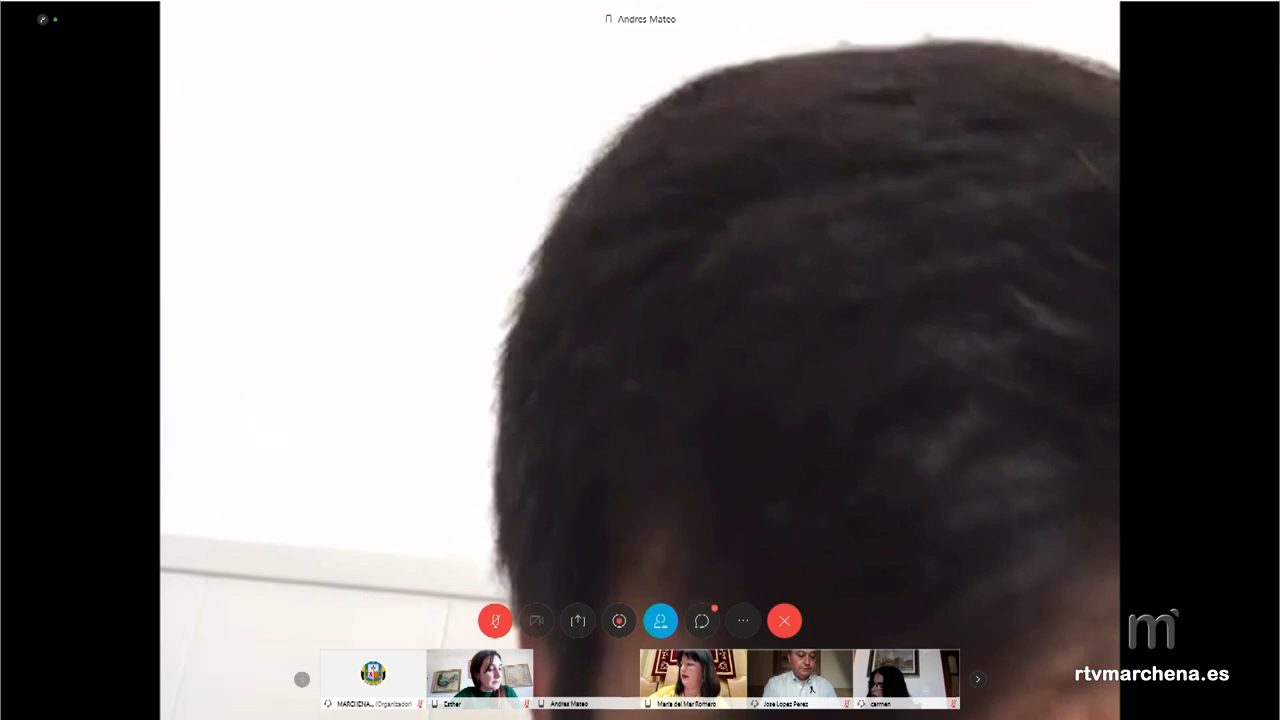 Andres Mateo
MARCHENA... (Organizador)
Esther
Andres Mateo
Maria del Mar Romero
Jose Lopez Perez
carmen
m
rtvmarchena.es